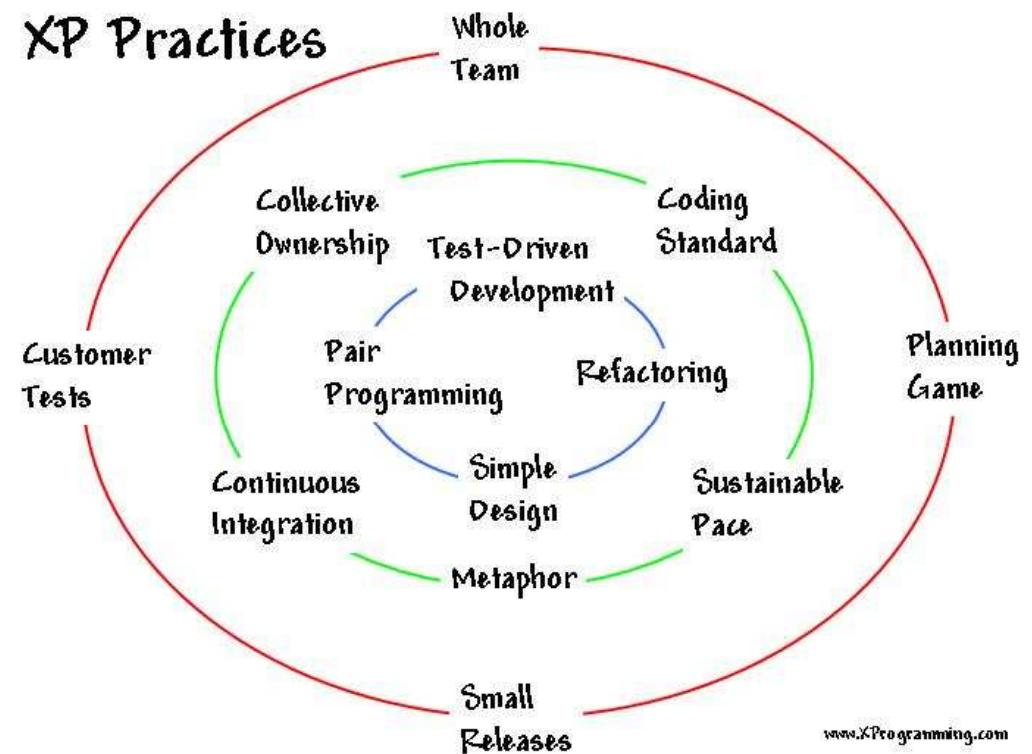 XP Practices
Whole
Team
Collective
Ownership
Coding
Standard
Test-Driven
Development
Customer
Tests
Pair
Programming
Refactoring
Planning
Game
Continuous
Integration
Simple
Design
Sustainable
Pace
Metaphor
Small
Releases
www.XProgramming.com